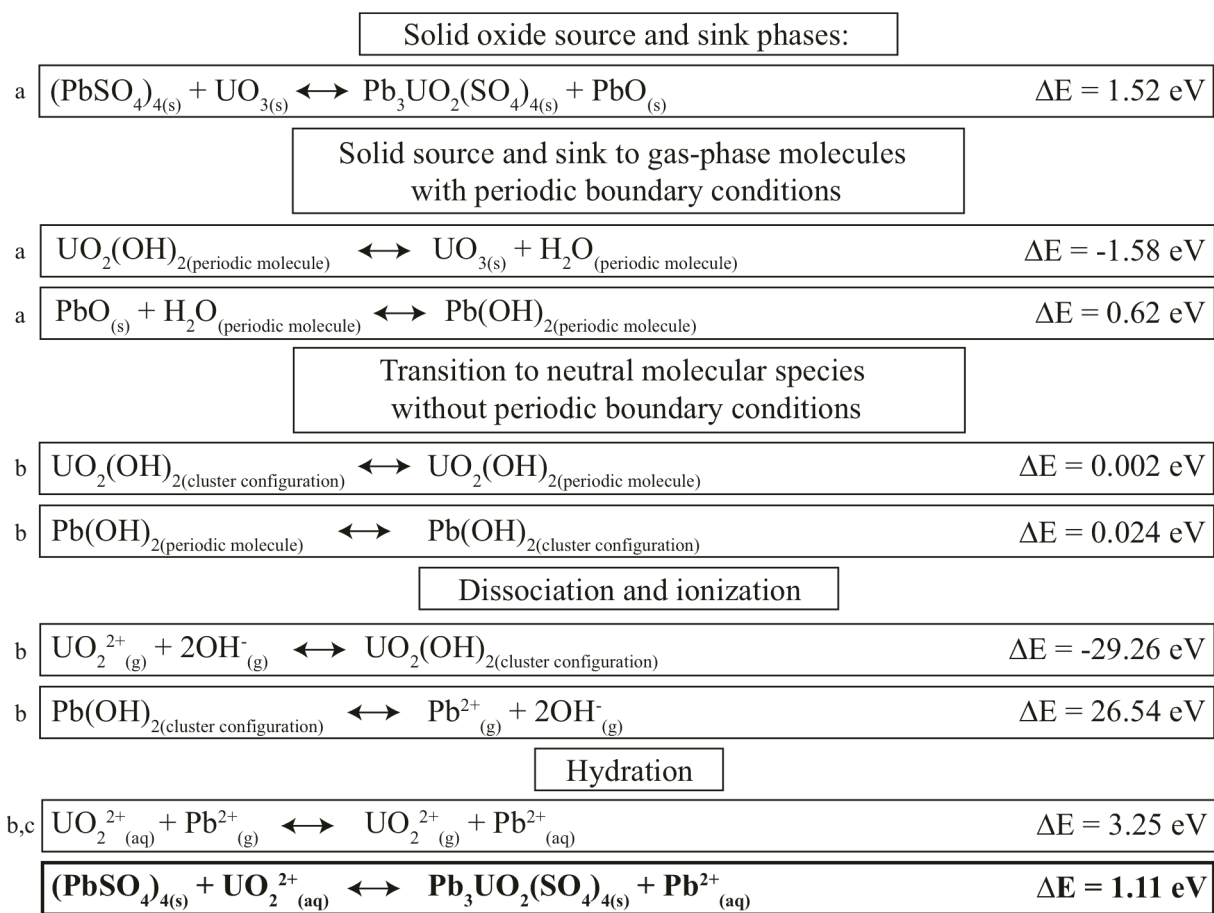 Solid oxide source and sink phases:
a (PbSO₄)₄₍ₛ₎ + UO₃₍ₛ₎ ⟷ Pb₃UO₂(SO₄)₄₍ₛ₎ + PbO₍ₛ₎ ΔE = 1.52 eV
Solid source and sink to gas-phase molecules
with periodic boundary conditions
a UO₂(OH)₂(periodic molecule) ⟷ UO₃₍ₛ₎ + H₂O(periodic molecule) ΔE = -1.58 eV
a PbO₍ₛ₎ + H₂O(periodic molecule) ⟷ Pb(OH)₂(periodic molecule) ΔE = 0.62 eV
Transition to neutral molecular species
without periodic boundary conditions
b UO₂(OH)₂(cluster configuration) ⟷ UO₂(OH)₂(periodic molecule) ΔE = 0.002 eV
b Pb(OH)₂(periodic molecule) ⟷ Pb(OH)₂(cluster configuration) ΔE = 0.024 eV
Dissociation and ionization
b UO₂²⁺(g) + 2OH⁻(g) ⟷ UO₂(OH)₂(cluster configuration) ΔE = -29.26 eV
b Pb(OH)₂(cluster configuration) ⟷ Pb²⁺(g) + 2OH⁻(g) ΔE = 26.54 eV
Hydration
b,c UO₂²⁺(aq) + Pb²⁺(g) ⟷ UO₂²⁺(g) + Pb²⁺(aq) ΔE = 3.25 eV
(PbSO₄)₄₍ₛ₎ + UO₂²⁺(aq) ⟷ Pb₃UO₂(SO₄)₄₍ₛ₎ + Pb²⁺(aq) ΔE = 1.11 eV